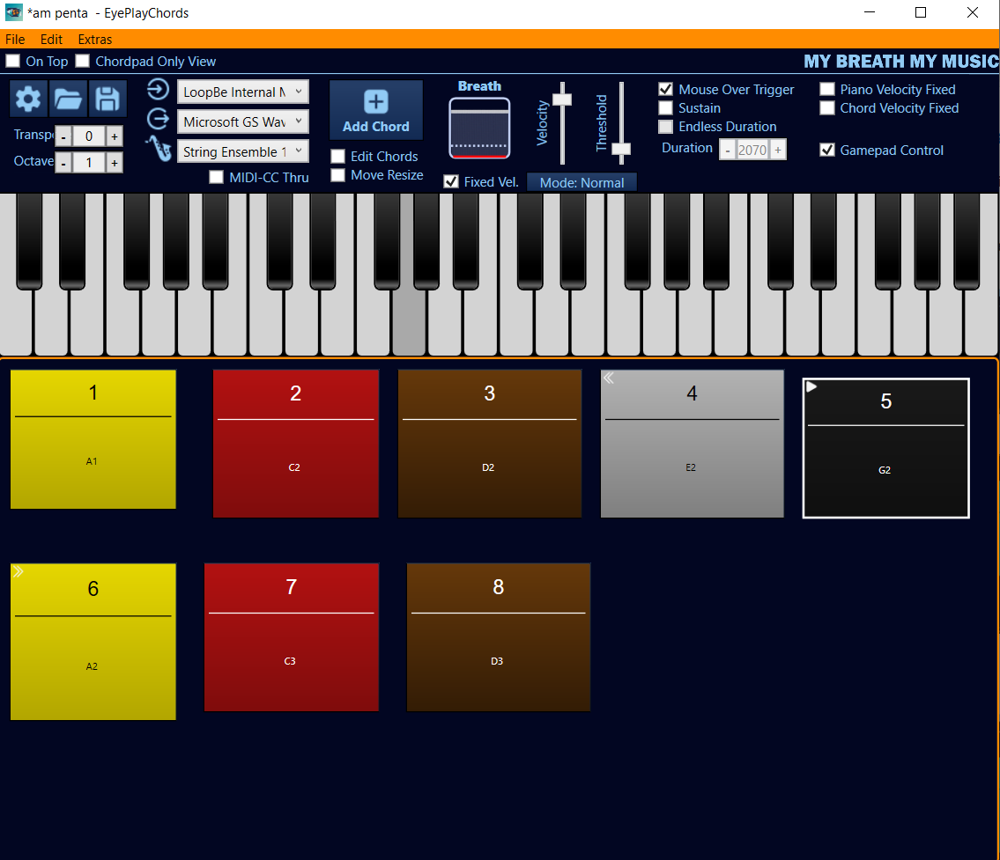 *am penta - EyePlayChords
File Edit Extras
On Top Chordpad Only View MY BREATH MY MUSIC
Transpo - 0 +
Octave - 1 +
LoopBe Internal M
Microsoft GS Wav
String Ensemble 1
MIDI-CC Thru
Add Chord
Edit Chords
Move Resize
Breath
Fixed Vel.
Velocity
Threshold
Mode: Normal
Mouse Over Trigger
Sustain
Endless Duration
Duration - 2070 +
Piano Velocity Fixed
Chord Velocity Fixed
Gamepad Control
1
A1
2
C2
3
D2
4
E2
5
G2
6
A2
7
C3
8
D3